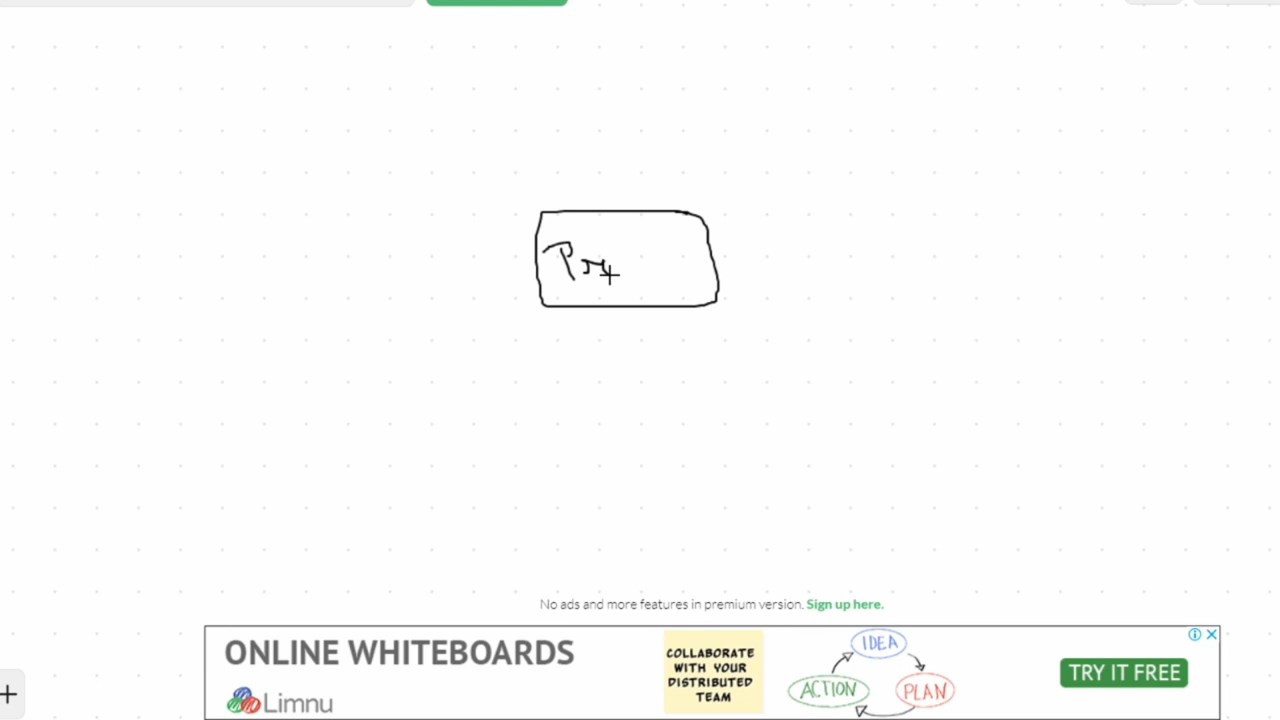 No ads and more features in premium version. Sign up here.
ONLINE WHITEBOARDS
Limnu
COLLABORATE
WITH YOUR
DISTRIBUTED
TEAM
IDEA
ACTION
PLAN
TRY IT FREE